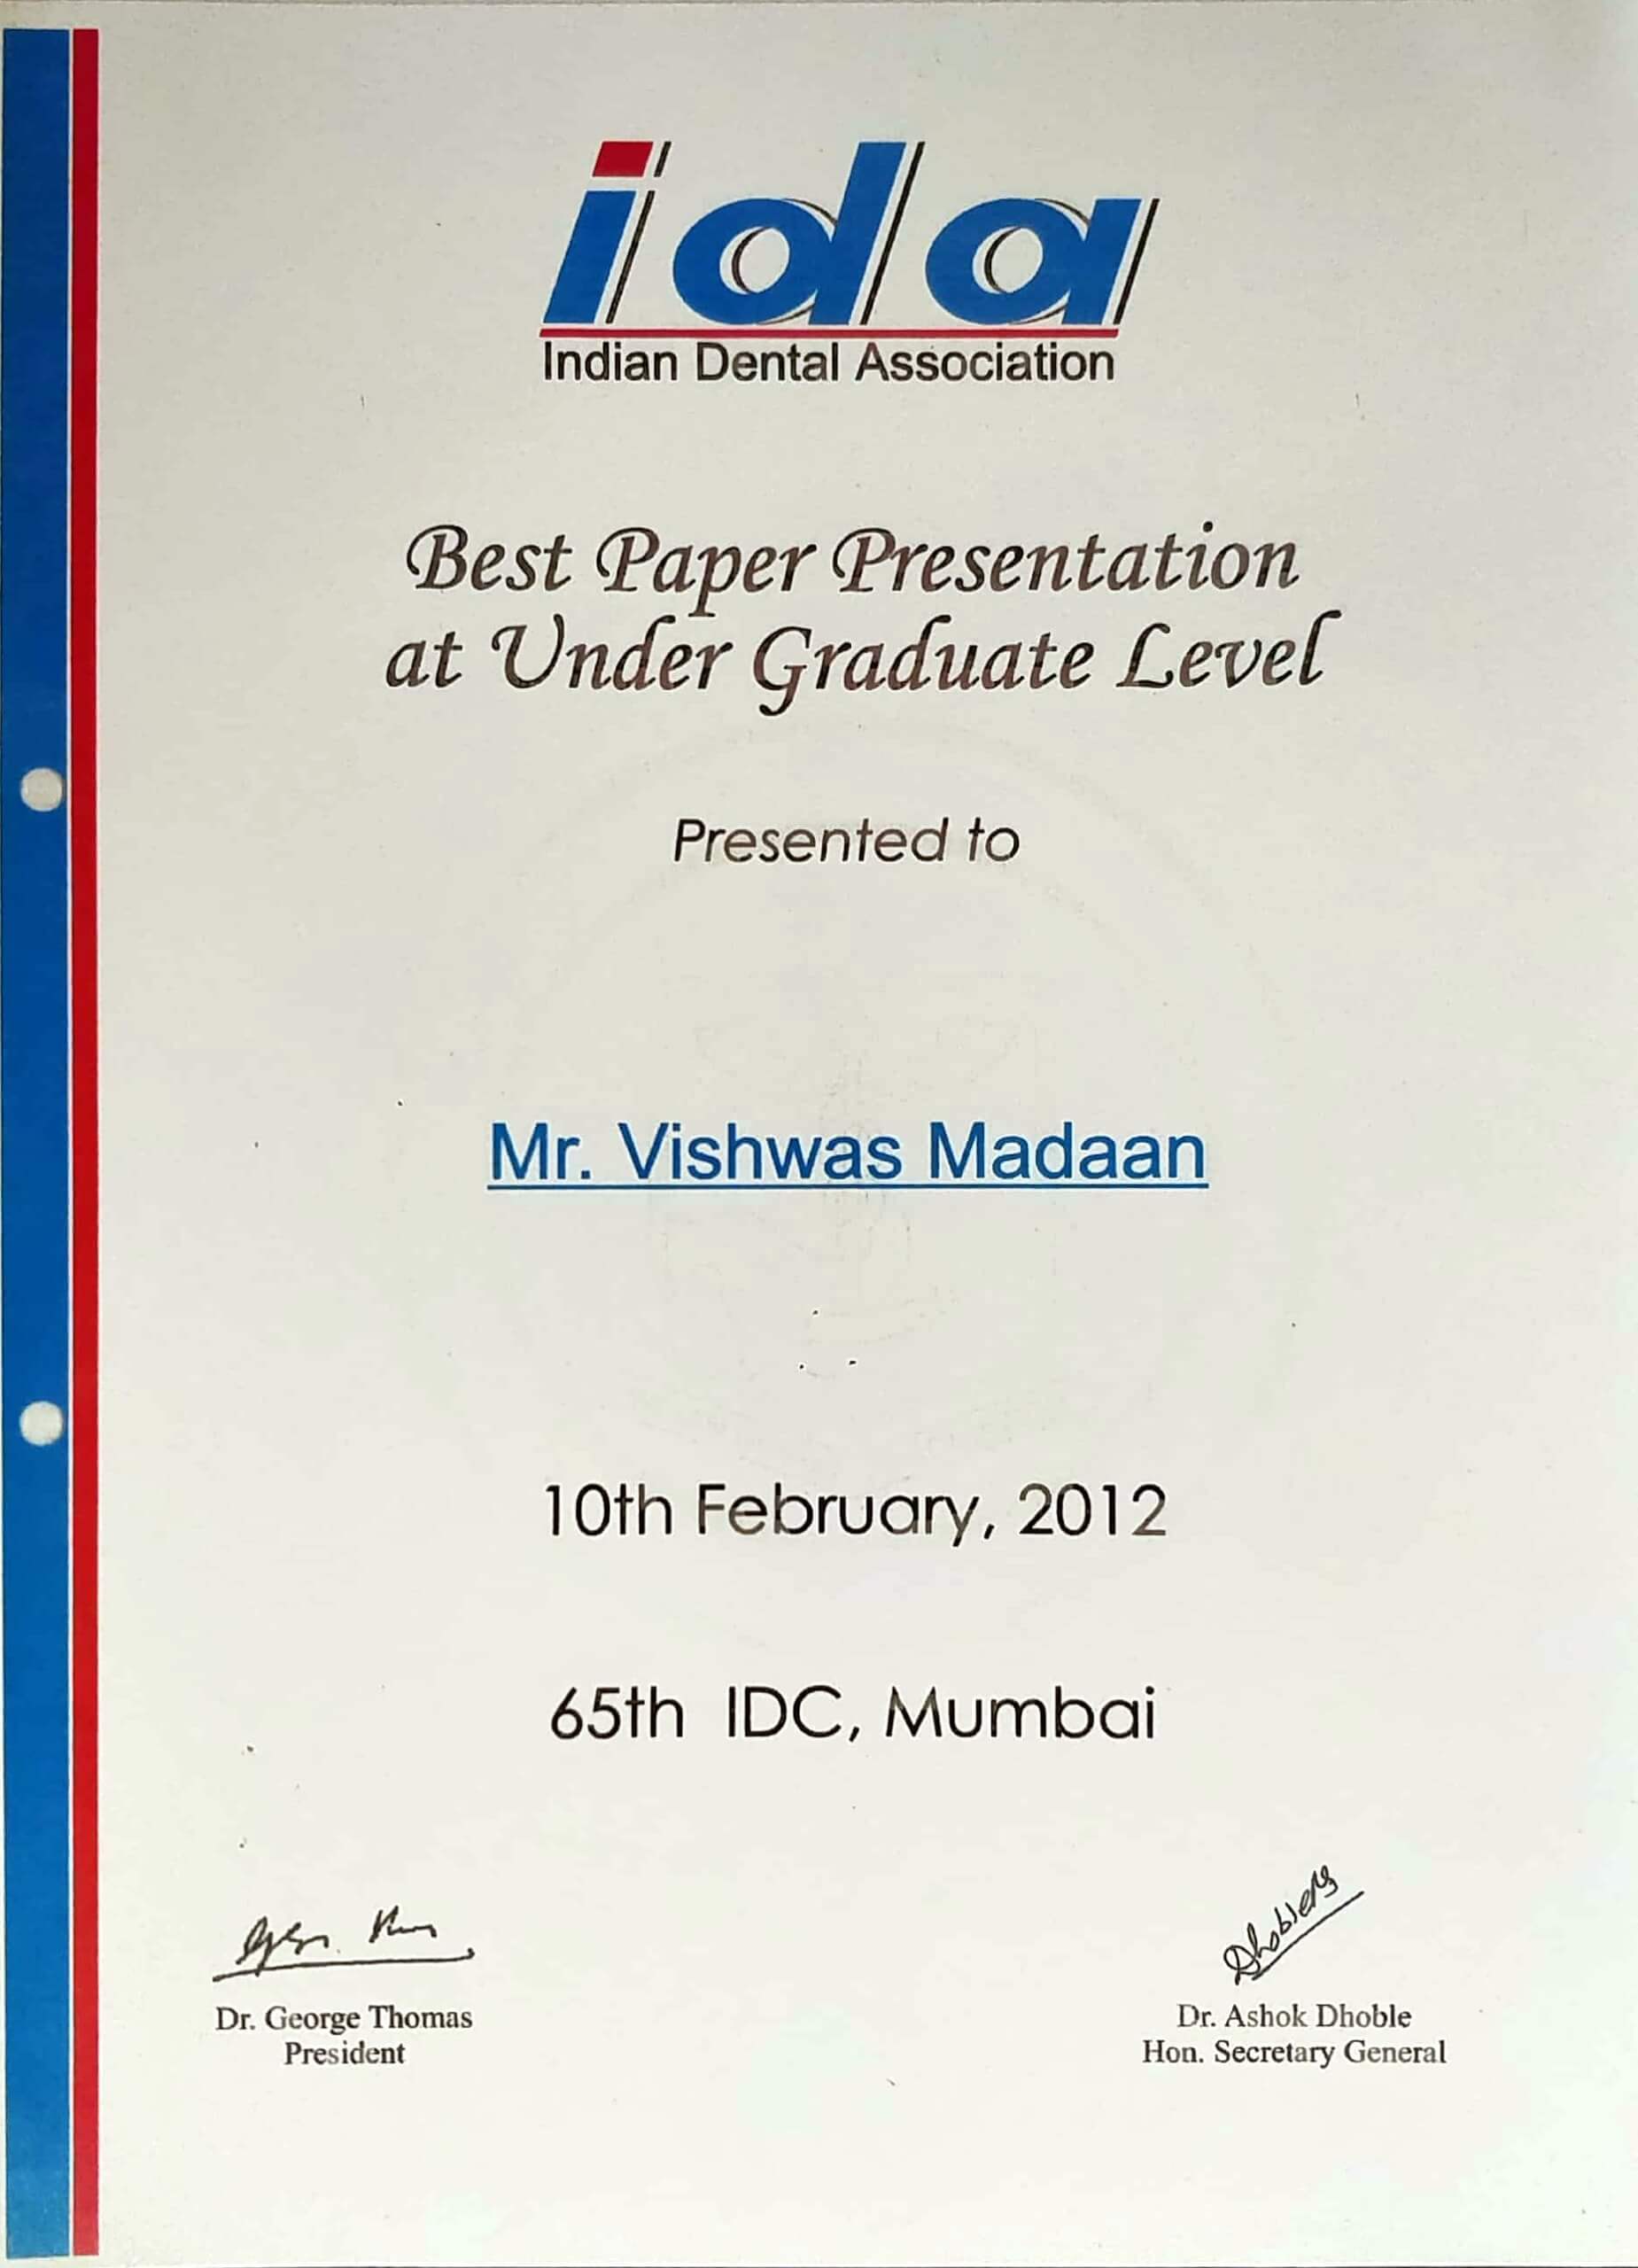 ida
Indian Dental Association
Best Paper Presentation
at Under Graduate Level
Presented to
Mr. Vishwas Madaan
10th February, 2012
65th IDC, Mumbai
Dr. George Thomas
President
Dr. Ashok Dhoble
Hon. Secretary General